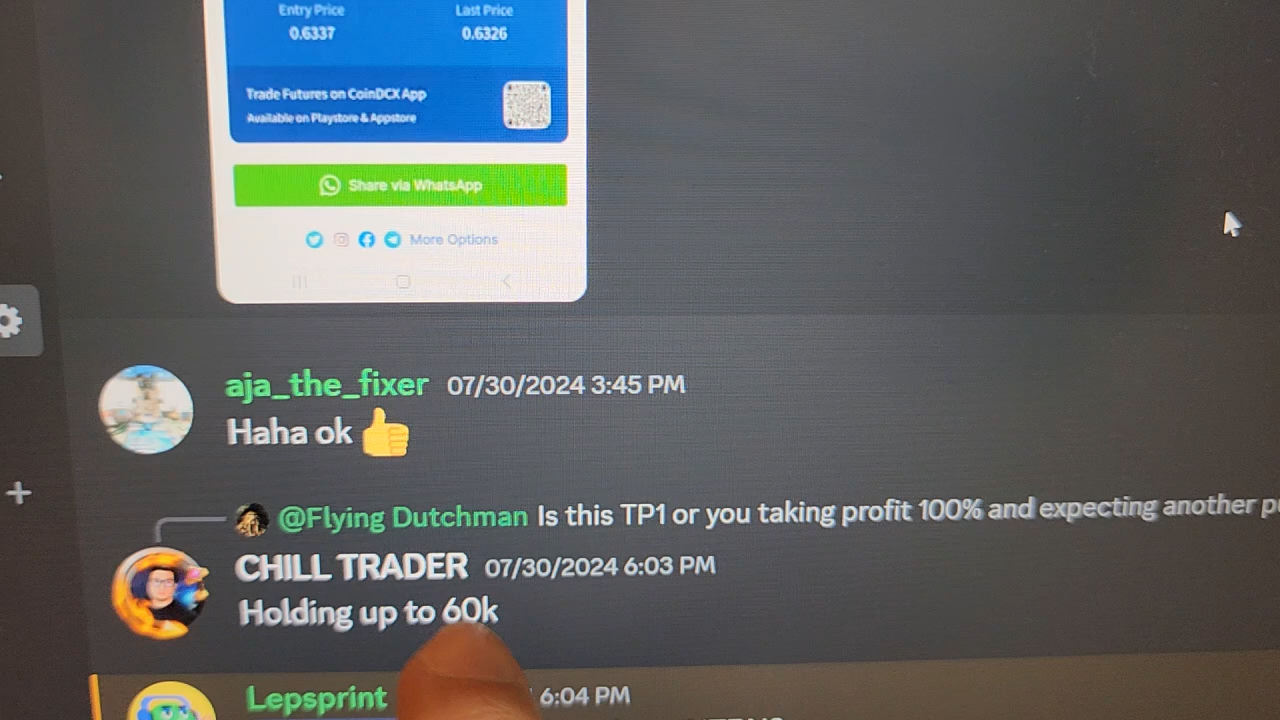 Entry Price Last Price
0.6337 0.6326
Trade Futures on CoinDCX App
Available on Playstore & Appstore
Share via WhatsApp
More Options
aja_the_fixer 07/30/2024 3:45 PM
Haha ok 👍
@Flying Dutchman Is this TP1 or you taking profit 100% and expecting another
CHILL TRADER 07/30/2024 6:03 PM
Holding up to 60k
Lepsprint 6:04 PM